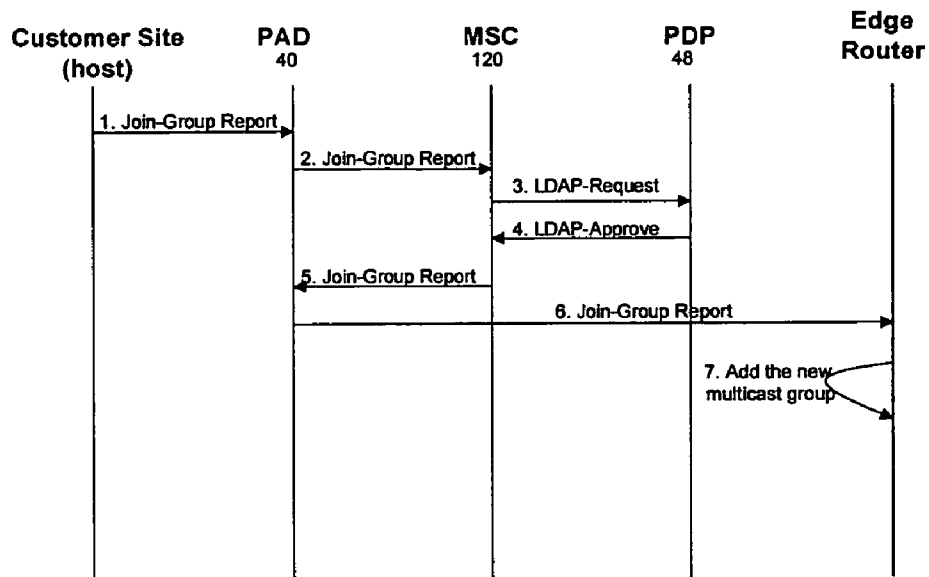 Customer Site
(host)
PAD
40
MSC
120
PDP
48
Edge
Router
1. Join-Group Report
2. Join-Group Report
3. LDAP-Request
4. LDAP-Approve
5. Join-Group Report
6. Join-Group Report
7. Add the new
multicast group